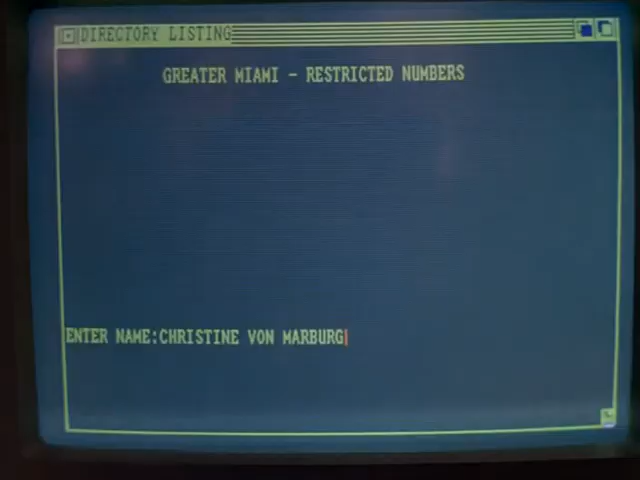 DIRECTORY LISTING
GREATER MIAMI - RESTRICTED NUMBERS
ENTER NAME:CHRISTINE VON MARBURG